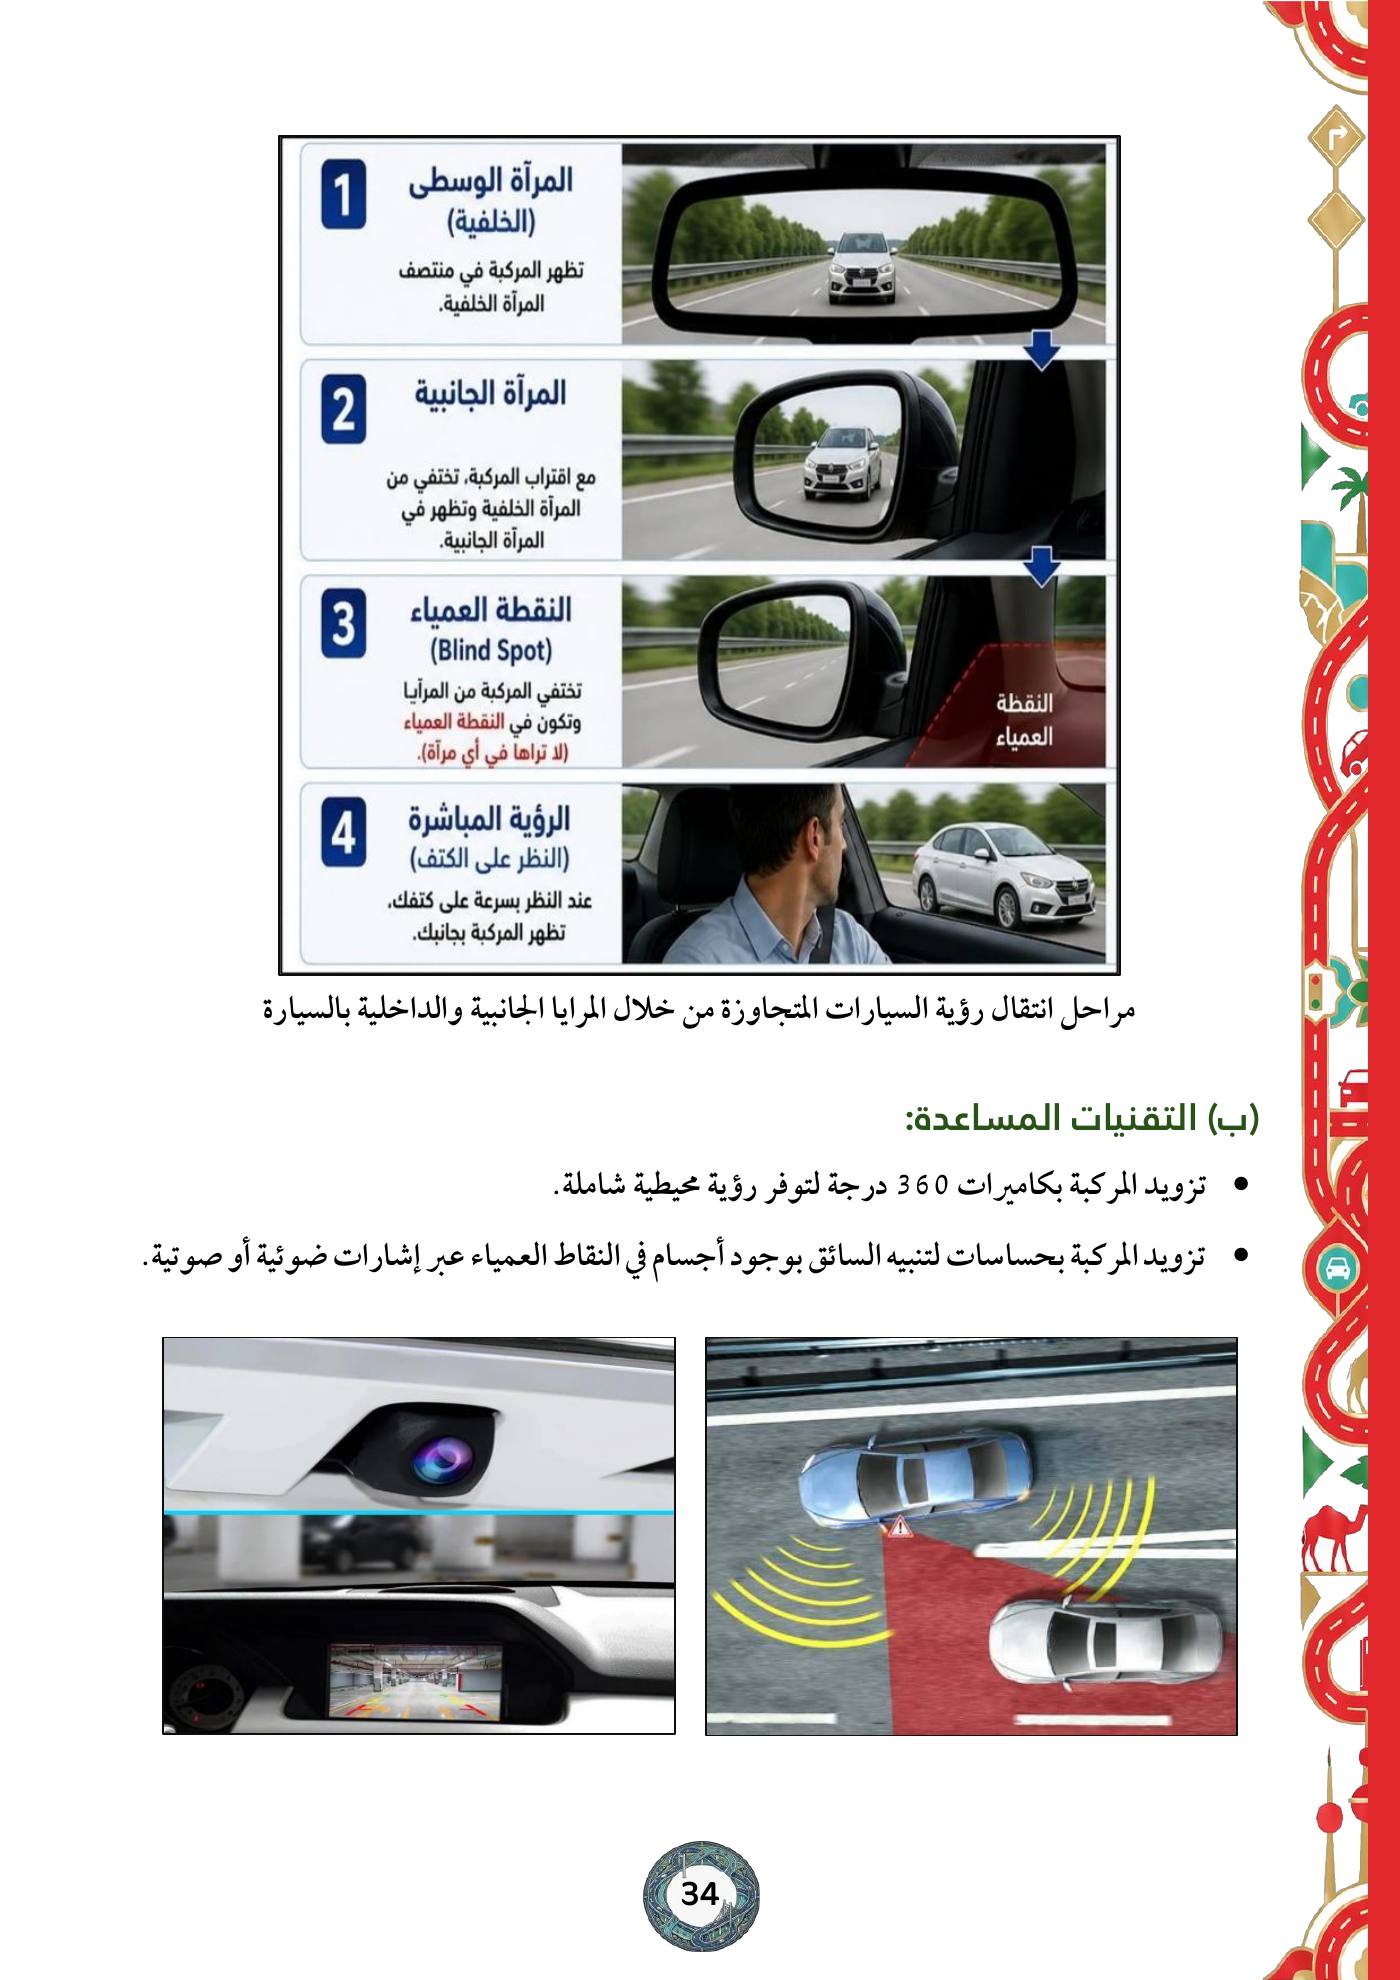 1
المرآة الوسطى
(الخلفية)
تظهر المركبة في منتصف
المرآة الخلفية.
2
المرآة الجانبية
مع اقتراب المركبة، تختفي من
المرآة الخلفية وتظهر في
المرآة الجانبية.
3
النقطة العمياء
(Blind Spot)
تختفي المركبة من المرآيا
وتكون في النقطة العمياء
(لا تراها في أي مرآة).
النقظة
العمياء
4
الرؤية المباشرة
(النظر على الكتف)
عند النظر بسرعة على كتفك،
تظهر المركبة بجانبك.
مراحل انتقال رؤية السيارات المتجاوزة من خلال المرايا الجانبية والداخلية بالسيارة
(ب) التقنيات المساعدة:
• تزويد المركبة بكاميرات 360 درجة لتوفر رؤية محيطية شاملة.
• تزويد المركبة بحساسات لتنبيه السائق بوجود أجسام في النقاط العمياء عبر إشارات ضوئية أو صوتية.
34